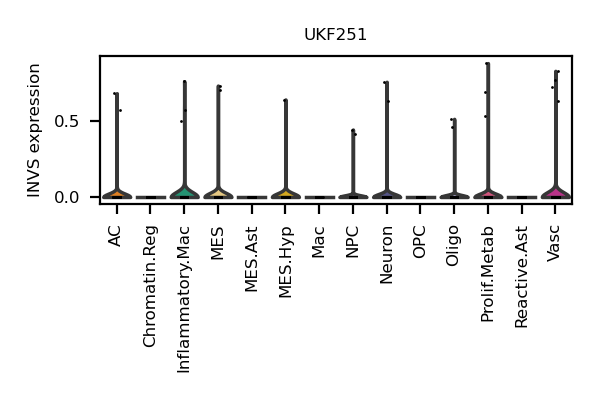 UKF251
INVS expression
0.5
0.0
AC
Chromatin.Reg
Inflammatory.Mac
MES
MES.Ast
MES.Hyp
Mac
NPC
Neuron
OPC
Oligo
Prolif.Metab
Reactive.Ast
Vasc